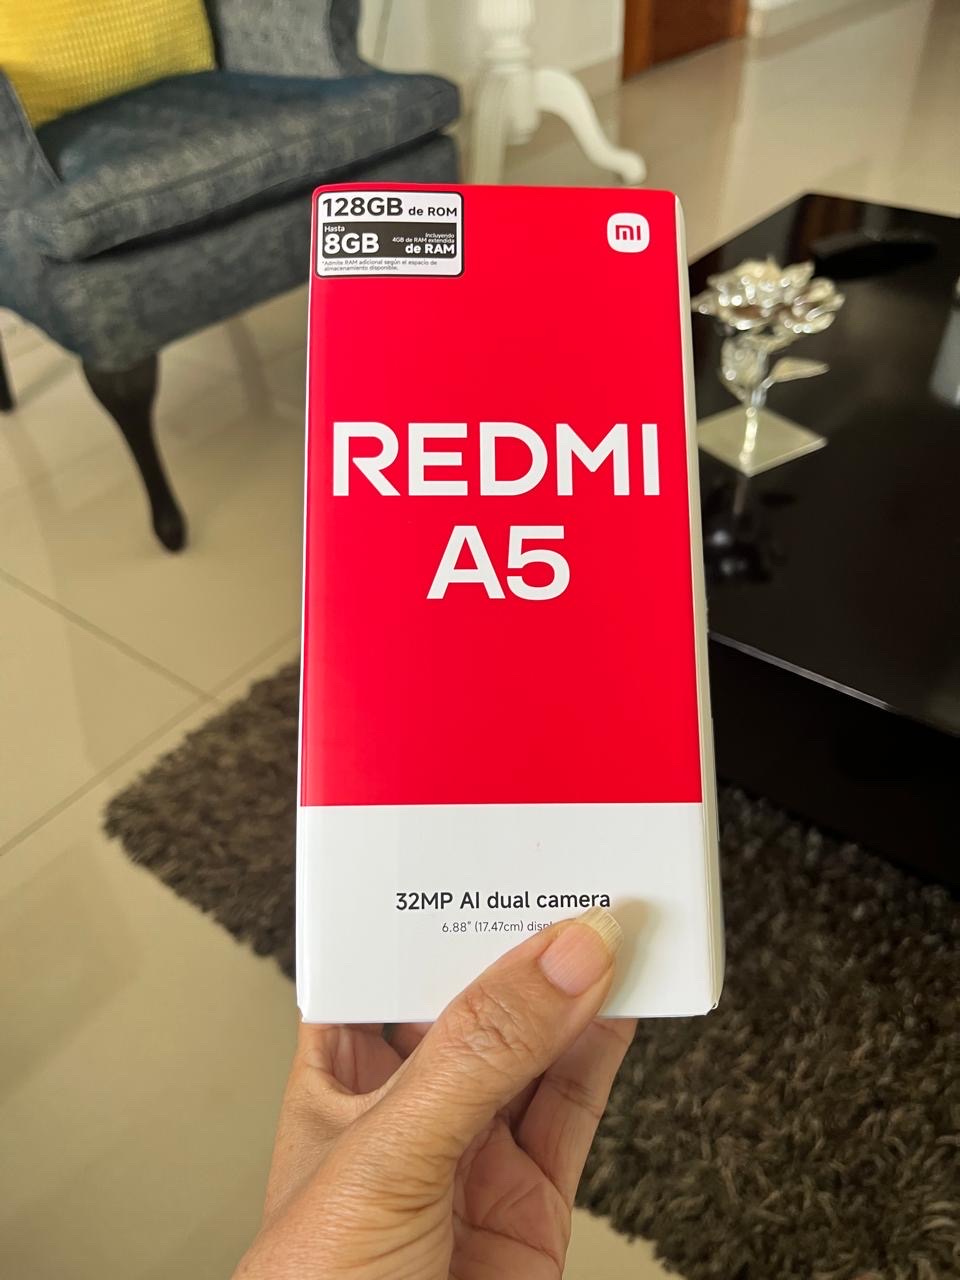 128GB de ROM
Hasta
8GB
Incluyendo
4GB de RAM extendida
de RAM
*Admite RAM adicional según el espacio de
almacenamiento disponible.
mi
REDMI
A5
32MP AI dual camera
6.88" (17.47cm)